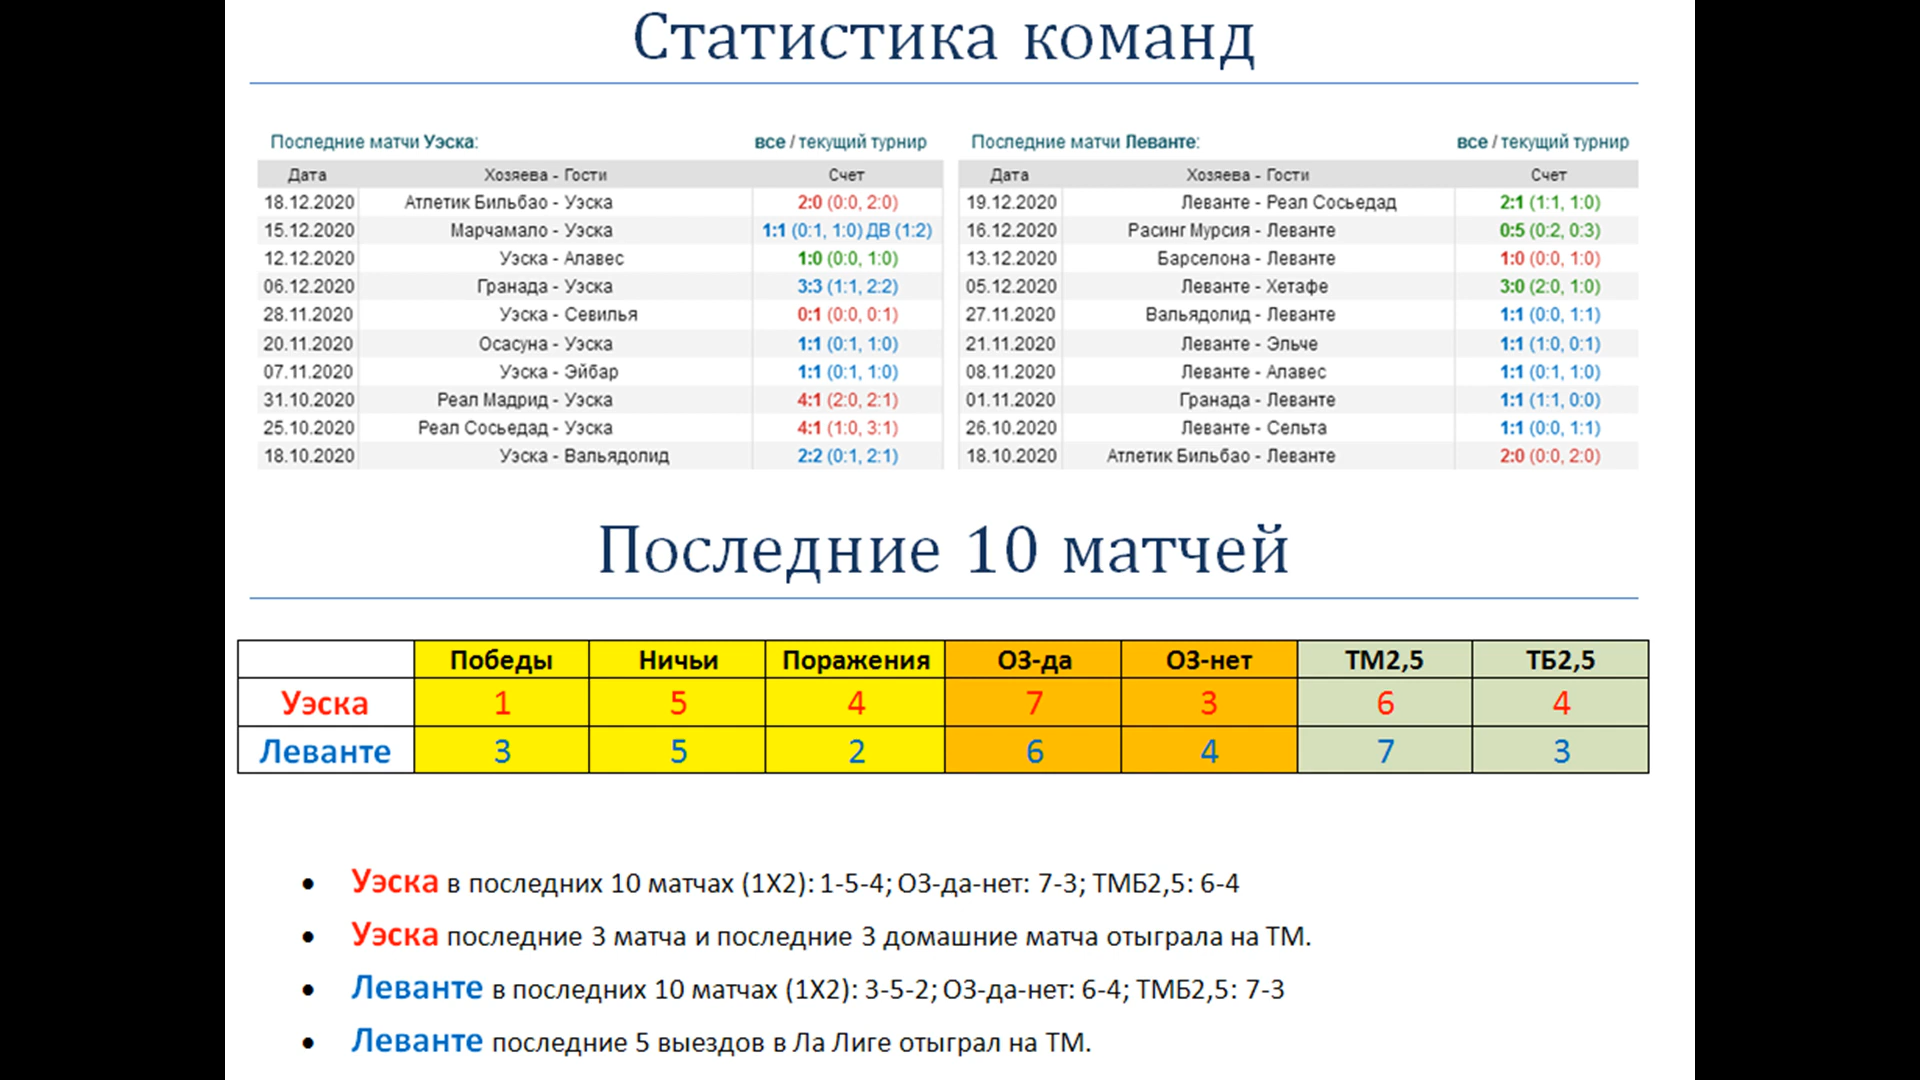 Статистика команд
Последние матчи Уэска: все / текущий турнир
Дата Хозяева - Гости Счет
18.12.2020 Атлетик Бильбао - Уэска 2:0 (0:0, 2:0)
15.12.2020 Марчамало - Уэска 1:1 (0:1, 1:0) ДВ (1:2)
12.12.2020 Уэска - Алавес 1:0 (0:0, 1:0)
06.12.2020 Гранада - Уэска 3:3 (1:1, 2:2)
28.11.2020 Уэска - Севилья 0:1 (0:0, 0:1)
20.11.2020 Осасуна - Уэска 1:1 (0:1, 1:0)
07.11.2020 Уэска - Эйбар 1:1 (0:1, 1:0)
31.10.2020 Реал Мадрид - Уэска 4:1 (2:0, 2:1)
25.10.2020 Реал Сосьедад - Уэска 4:1 (1:0, 3:1)
18.10.2020 Уэска - Вальядолид 2:2 (0:1, 2:1)
Последние матчи Леванте: все / текущий турнир
Дата Хозяева - Гости Счет
19.12.2020 Леванте - Реал Сосьедад 2:1 (1:1, 1:0)
16.12.2020 Расинг Мурсия - Леванте 0:5 (0:2, 0:3)
13.12.2020 Барселона - Леванте 1:0 (0:0, 1:0)
05.12.2020 Леванте - Хетафе 3:0 (2:0, 1:0)
27.11.2020 Вальядолид - Леванте 1:1 (0:0, 1:1)
21.11.2020 Леванте - Эльче 1:1 (1:0, 0:1)
08.11.2020 Леванте - Алавес 1:1 (0:1, 1:0)
01.11.2020 Гранада - Леванте 1:1 (1:1, 0:0)
26.10.2020 Леванте - Сельта 1:1 (0:0, 1:1)
18.10.2020 Атлетик Бильбао - Леванте 2:0 (0:0, 2:0)
Последние 10 матчей
Победы Ничьи Поражения ОЗ-да ОЗ-нет ТМ2,5 ТБ2,5
Уэска 1 5 4 7 3 6 4
Леванте 3 5 2 6 4 7 3
• Уэска в последних 10 матчах (1Х2): 1-5-4; ОЗ-да-нет: 7-3; ТМБ2,5: 6-4
• Уэска последние 3 матча и последние 3 домашние матча отыграла на ТМ.
• Леванте в последних 10 матчах (1Х2): 3-5-2; ОЗ-да-нет: 6-4; ТМБ2,5: 7-3
• Леванте последние 5 выездов в Ла Лиге отыграл на ТМ.